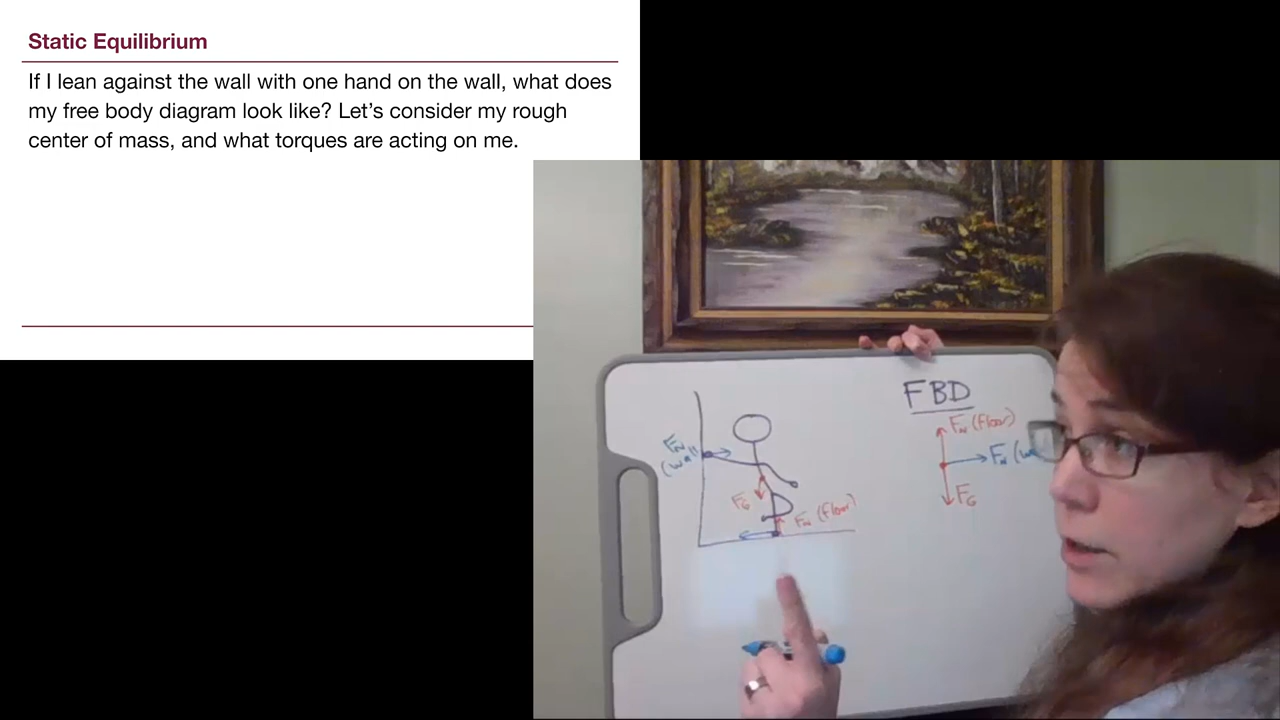 Static Equilibrium
If I lean against the wall with one hand on the wall, what does
my free body diagram look like? Let’s consider my rough
center of mass, and what torques are acting on me.
FBD
FN (floor)
FN (w
FG
FN
(wall
FG
FN (floor)